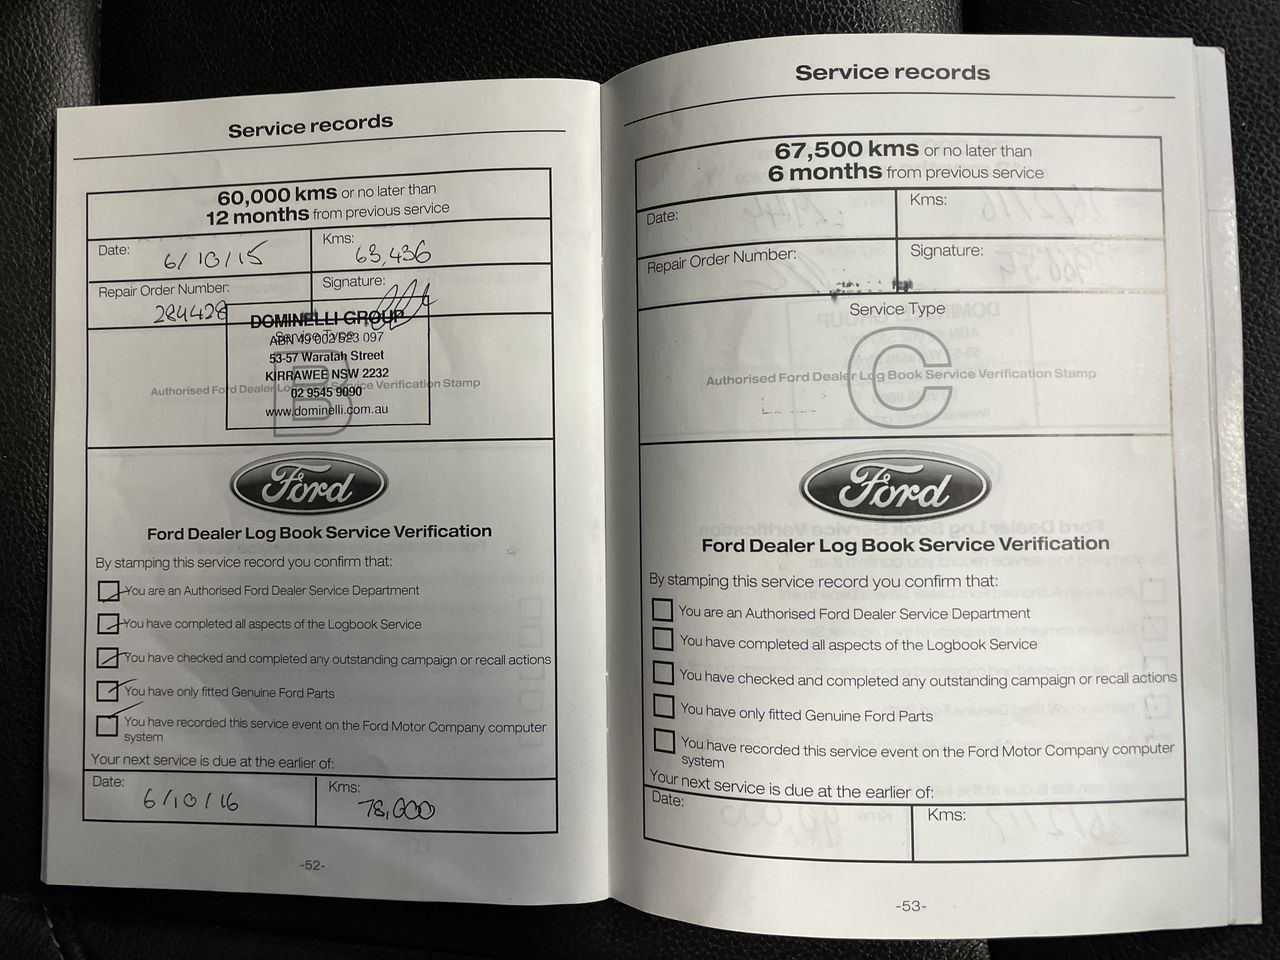 Service records
60,000 kms or no later than
12 months from previous service
Date:
6/10/15
Kms:
63,436
Repair Order Number:
284428
Signature:
DOMINELLI GROUP
Service Type
ABN 49 002 523 097
53-57 Waratah Street
KIRRAWEE NSW 2232
Authorised Ford Dealer Log Book Service Verification Stamp
B
02 9545 9090
www.dominelli.com.au
Ford
Ford Dealer Log Book Service Verification
By stamping this service record you confirm that:
You are an Authorised Ford Dealer Service Department
You have completed all aspects of the Logbook Service
You have checked and completed any outstanding campaign or recall actions
You have only fitted Genuine Ford Parts
You have recorded this service event on the Ford Motor Company computer
system
Your next service is due at the earlier of:
Date:
6/10/16
Kms:
78,000
-52-
Service records
67,500 kms or no later than
6 months from previous service
Date:
Kms:
Repair Order Number:
Signature:
Service Type
Authorised Ford Dealer Log Book Service Verification Stamp
C
Ford
Ford Dealer Log Book Service Verification
By stamping this service record you confirm that:
You are an Authorised Ford Dealer Service Department
You have completed all aspects of the Logbook Service
You have checked and completed any outstanding campaign or recall actions
You have only fitted Genuine Ford Parts
You have recorded this service event on the Ford Motor Company computer
system
Your next service is due at the earlier of:
Date:
Kms:
-53-